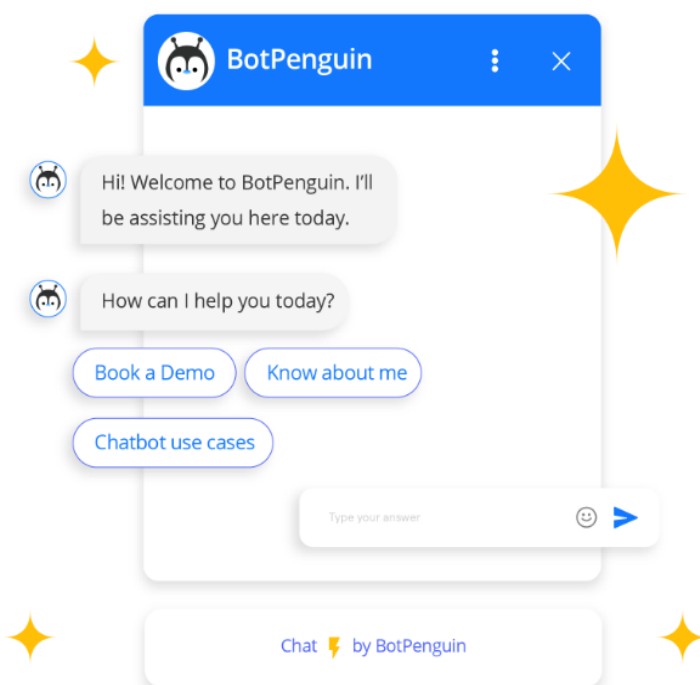 BotPenguin
Hi! Welcome to BotPenguin. I'll
be assisting you here today.
How can I help you today?
Book a Demo
Know about me
Chatbot use cases
Type your answer
Chat by BotPenguin